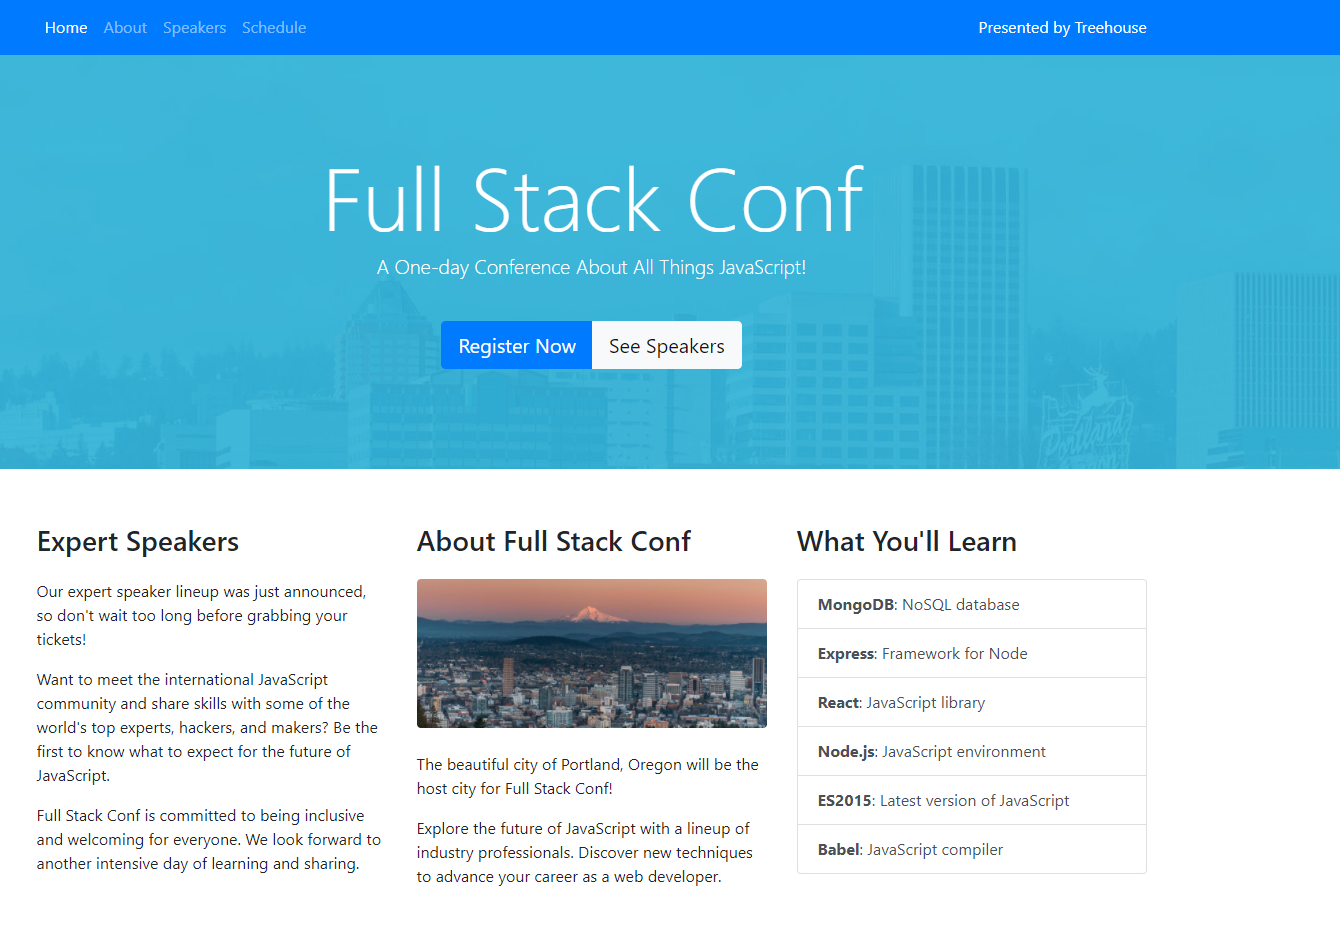 Home About Speakers Schedule Presented by Treehouse
Full Stack Conf
A One-day Conference About All Things JavaScript!
Register Now See Speakers
Portland
Expert Speakers
Our expert speaker lineup was just announced,
so don't wait too long before grabbing your
tickets!
Want to meet the international JavaScript
community and share skills with some of the
world's top experts, hackers, and makers? Be the
first to know what to expect for the future of
JavaScript.
Full Stack Conf is committed to being inclusive
and welcoming for everyone. We look forward to
another intensive day of learning and sharing.
About Full Stack Conf
The beautiful city of Portland, Oregon will be the
host city for Full Stack Conf!
Explore the future of JavaScript with a lineup of
industry professionals. Discover new techniques
to advance your career as a web developer.
What You'll Learn
MongoDB: NoSQL database
Express: Framework for Node
React: JavaScript library
Node.js: JavaScript environment
ES2015: Latest version of JavaScript
Babel: JavaScript compiler